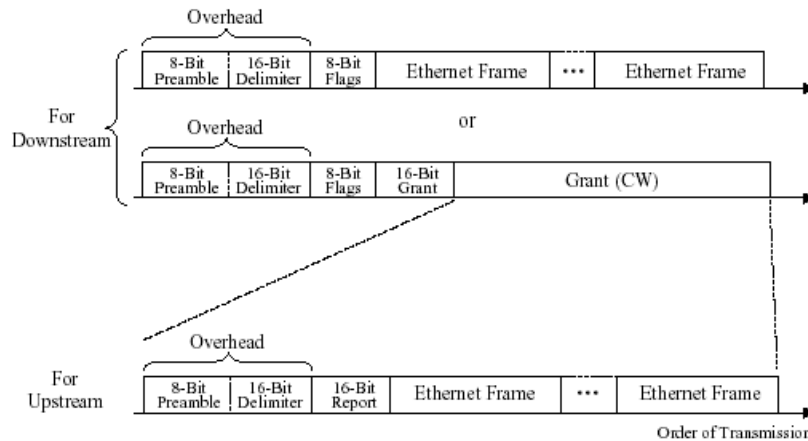 Overhead
8-Bit Preamble
16-Bit Delimiter
8-Bit Flags
Ethernet Frame
•••
Ethernet Frame
For
Downstream
or
Overhead
8-Bit Preamble
16-Bit Delimiter
8-Bit Flags
16-Bit Grant
Grant (CW)
Overhead
For
Upstream
8-Bit Preamble
16-Bit Delimiter
16-Bit Report
Ethernet Frame
•••
Ethernet Frame
Order of Transmission